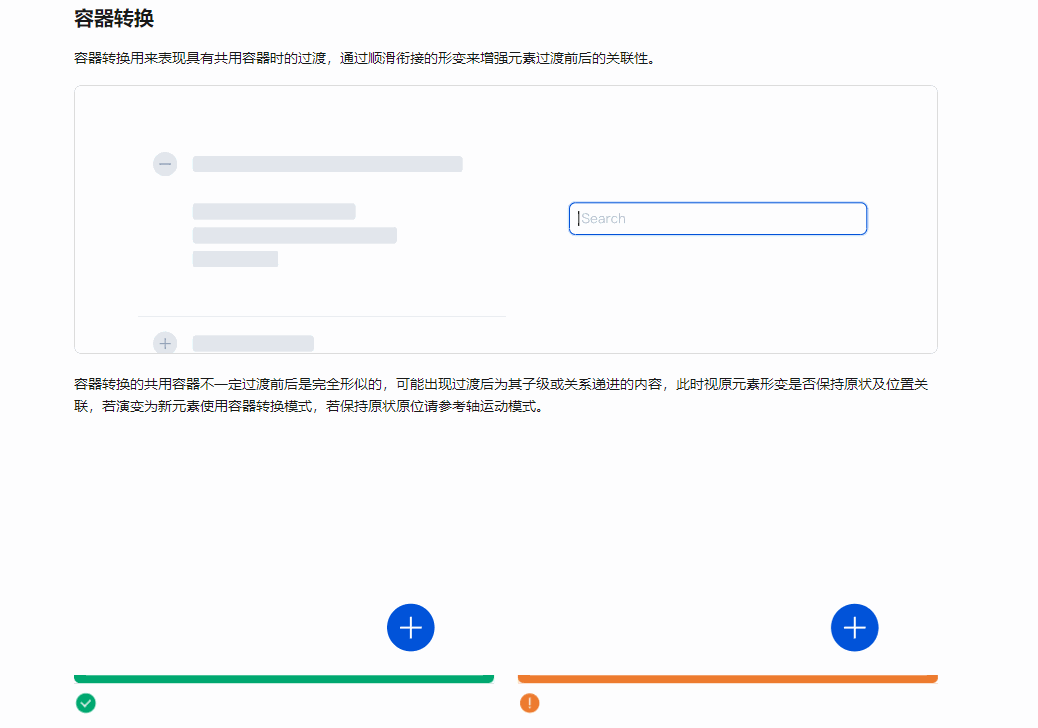 容器转换
容器转换用来表现具有共用容器时的过渡，通过顺滑衔接的形变来增强元素过渡前后的关联性。
Search
容器转换的共用容器不一定过渡前后是完全形似的，可能出现过渡后为其子级或关系递进的内容，此时视原元素形变是否保持原状及位置关
联，若演变为新元素使用容器转换模式，若保持原状原位请参考轴运动模式。